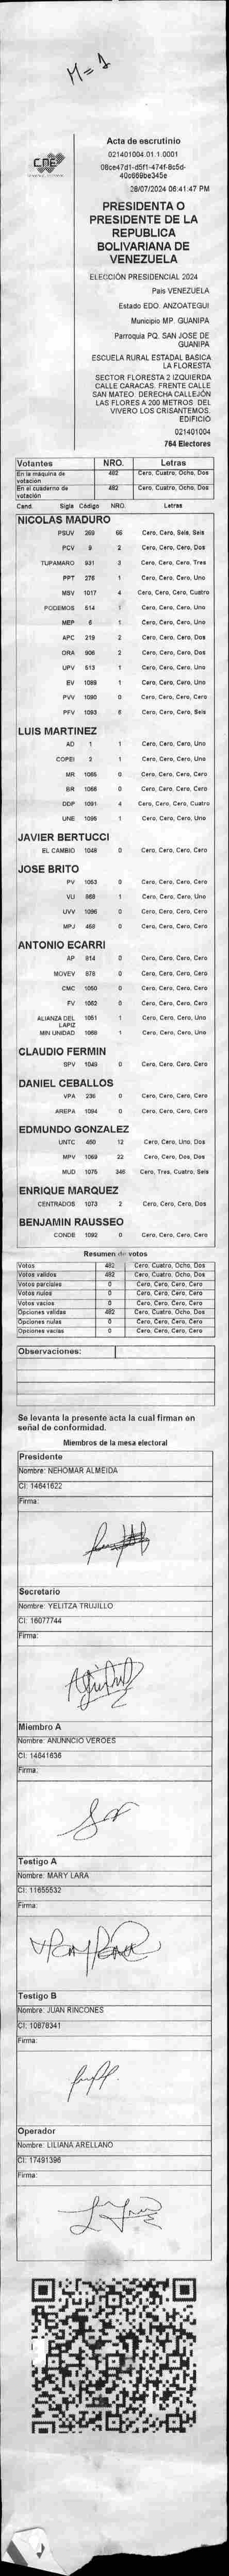 M=1
CNE
Acta de escrutinio
021401004.01.1.0001
08ce47d1-d5f1-474f-8c5d-
40c669be345e
28/07/2024 06:41:47 PM
PRESIDENTA O
PRESIDENTE DE LA
REPUBLICA
BOLIVARIANA DE
VENEZUELA
ELECCIÓN PRESIDENCIAL 2024
Pais VENEZUELA
Estado EDO. ANZOATEGUI
Municipio MP. GUANIPA
Parroquia PQ. SAN JOSE DE
GUANIPA
ESCUELA RURAL ESTADAL BASICA
LA FLORESTA
SECTOR FLORESTA 2 IZQUIERDA
CALLE CARACAS. FRENTE CALLE
SAN MATEO. DERECHA CALLEJÓN
LAS FLORES A 200 METROS DEL
VIVERO LOS CRISANTEMOS.
EDIFICIO
021401004
764 Electores
Votantes NRO. Letras
En la máquina de votación 482 Cero, Cuatro, Ocho, Dos
En el cuaderno de votación 482 Cero, Cuatro, Ocho, Dos
Cand. Sigla Código NRO. Letras
NICOLAS MADURO
PSUV 269 66 Cero, Cero, Seis, Seis
PCV 9 2 Cero, Cero, Cero, Dos
TUPAMARO 931 3 Cero, Cero, Cero, Tres
PPT 276 1 Cero, Cero, Cero, Uno
MSV 1017 4 Cero, Cero, Cero, Cuatro
PODEMOS 514 1 Cero, Cero, Cero, Uno
MEP 6 1 Cero, Cero, Cero, Uno
APC 219 2 Cero, Cero, Cero, Dos
ORA 906 2 Cero, Cero, Cero, Dos
UPV 513 1 Cero, Cero, Cero, Uno
EV 1089 1 Cero, Cero, Cero, Uno
PVV 1090 0 Cero, Cero, Cero, Cero
PFV 1093 6 Cero, Cero, Cero, Seis
LUIS MARTINEZ
AD 1 1 Cero, Cero, Cero, Uno
COPEI 2 1 Cero, Cero, Cero, Uno
MR 1065 0 Cero, Cero, Cero, Cero
BR 1066 0 Cero, Cero, Cero, Cero
DDP 1091 4 Cero, Cero, Cero, Cuatro
UNE 1095 1 Cero, Cero, Cero, Uno
JAVIER BERTUCCI
EL CAMBIO 1048 0 Cero, Cero, Cero, Cero
JOSE BRITO
PV 1053 0 Cero, Cero, Cero, Cero
VU 868 1 Cero, Cero, Cero, Uno
UVV 1096 0 Cero, Cero, Cero, Cero
MPJ 468 0 Cero, Cero, Cero, Cero
ANTONIO ECARRI
AP 914 0 Cero, Cero, Cero, Cero
MOVEV 878 0 Cero, Cero, Cero, Cero
CMC 1050 0 Cero, Cero, Cero, Cero
FV 1062 0 Cero, Cero, Cero, Cero
ALIANZA DEL 1051 1 Cero, Cero, Cero, Uno
LAPIZ
MIN UNIDAD 1068 1 Cero, Cero, Cero, Uno
CLAUDIO FERMIN
SPV 1049 0 Cero, Cero, Cero, Cero
DANIEL CEBALLOS
VPA 236 0 Cero, Cero, Cero, Cero
AREPA 1094 0 Cero, Cero, Cero, Cero
EDMUNDO GONZALEZ
UNTC 450 12 Cero, Cero, Uno, Dos
MPV 1069 22 Cero, Cero, Dos, Dos
MUD 1075 346 Cero, Tres, Cuatro, Seis
ENRIQUE MARQUEZ
CENTRADOS 1073 2 Cero, Cero, Cero, Dos
BENJAMIN RAUSSEO
CONDE 1092 0 Cero, Cero, Cero, Cero
Resumen de votos
Votos 482 Cero, Cuatro, Ocho, Dos
Votos validos 482 Cero, Cuatro, Ocho, Dos
Votos parciales 0 Cero, Cero, Cero, Cero
Votos nulos 0 Cero, Cero, Cero, Cero
Votos vacios 0 Cero, Cero, Cero, Cero
Opciones validas 482 Cero, Cuatro, Ocho, Dos
Opciones nulas 0 Cero, Cero, Cero, Cero
Opciones vacias 0 Cero, Cero, Cero, Cero
Observaciones:
Se levanta la presente acta la cual firman en
señal de conformidad.
Miembros de la mesa electoral
Presidente
Nombre: NEHOMAR ALMEIDA
CI: 14641622
Firma:
Secretario
Nombre: YELITZA TRUJILLO
CI: 16077744
Firma:
Miembro A
Nombre: ANUNNCIO VEROES
CI: 14641636
Firma:
Testigo A
Nombre: MARY LARA
CI: 11655532
Firma:
Testigo B
Nombre: JUAN RINCONES
CI: 10878341
Firma:
Operador
Nombre: LILIANA ARELLANO
CI: 17491396
Firma: